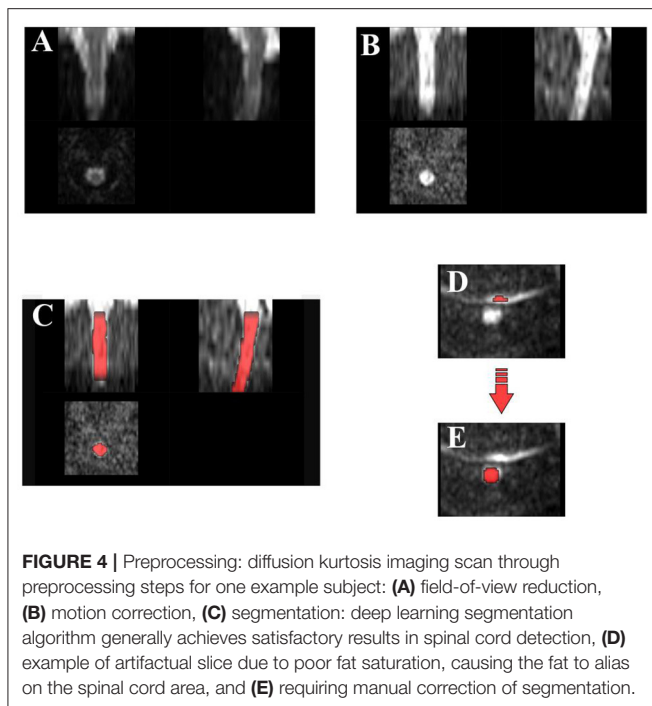 A
B
C
D
E
FIGURE 4 | Preprocessing: diffusion kurtosis imaging scan through
preprocessing steps for one example subject: (A) field-of-view reduction,
(B) motion correction, (C) segmentation: deep learning segmentation
algorithm generally achieves satisfactory results in spinal cord detection, (D)
example of artifactual slice due to poor fat saturation, causing the fat to alias
on the spinal cord area, and (E) requiring manual correction of segmentation.